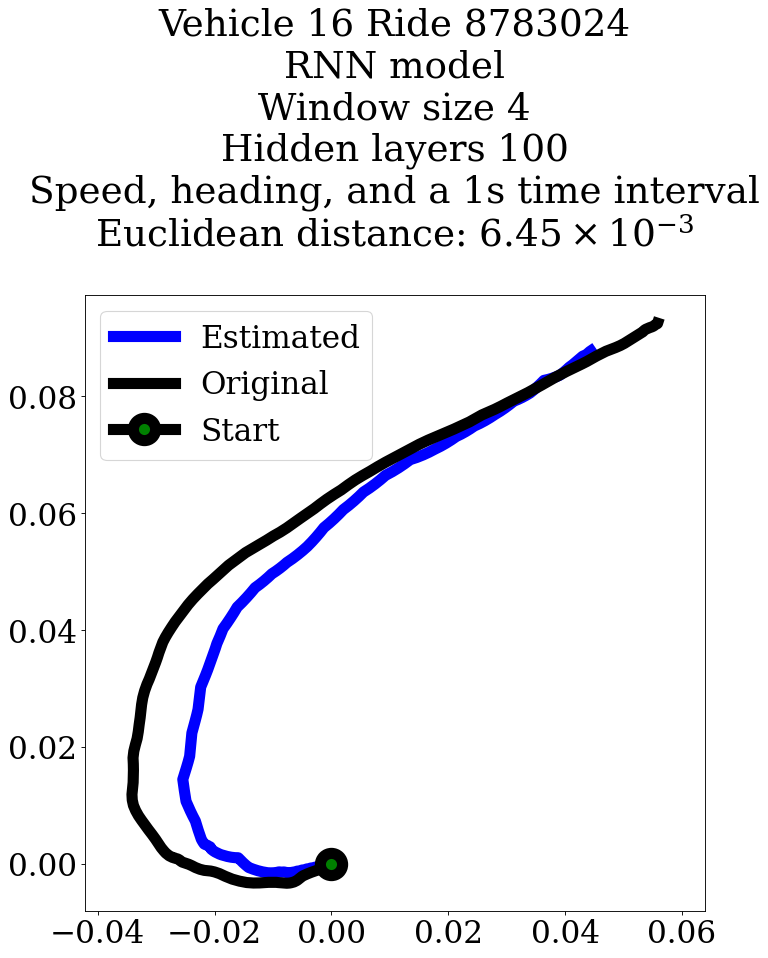 Vehicle 16 Ride 8783024
RNN model
Window size 4
Hidden layers 100
Speed, heading, and a 1s time interval
Euclidean distance: 6.45 × 10⁻³
Estimated
Original
Start
0.08
0.06
0.04
0.02
0.00
−0.04 −0.02 0.00 0.02 0.04 0.06